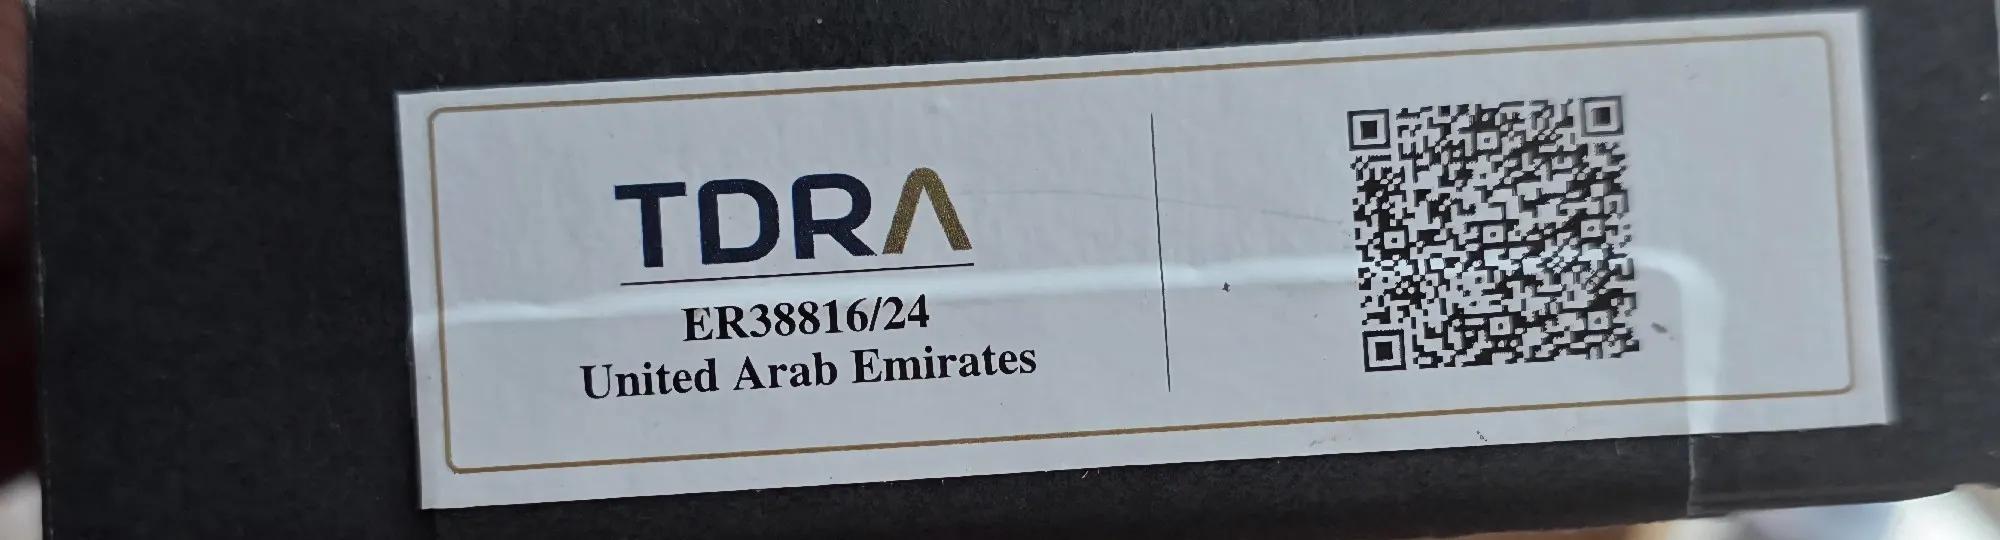 TDRA
ER38816/24
United Arab Emirates